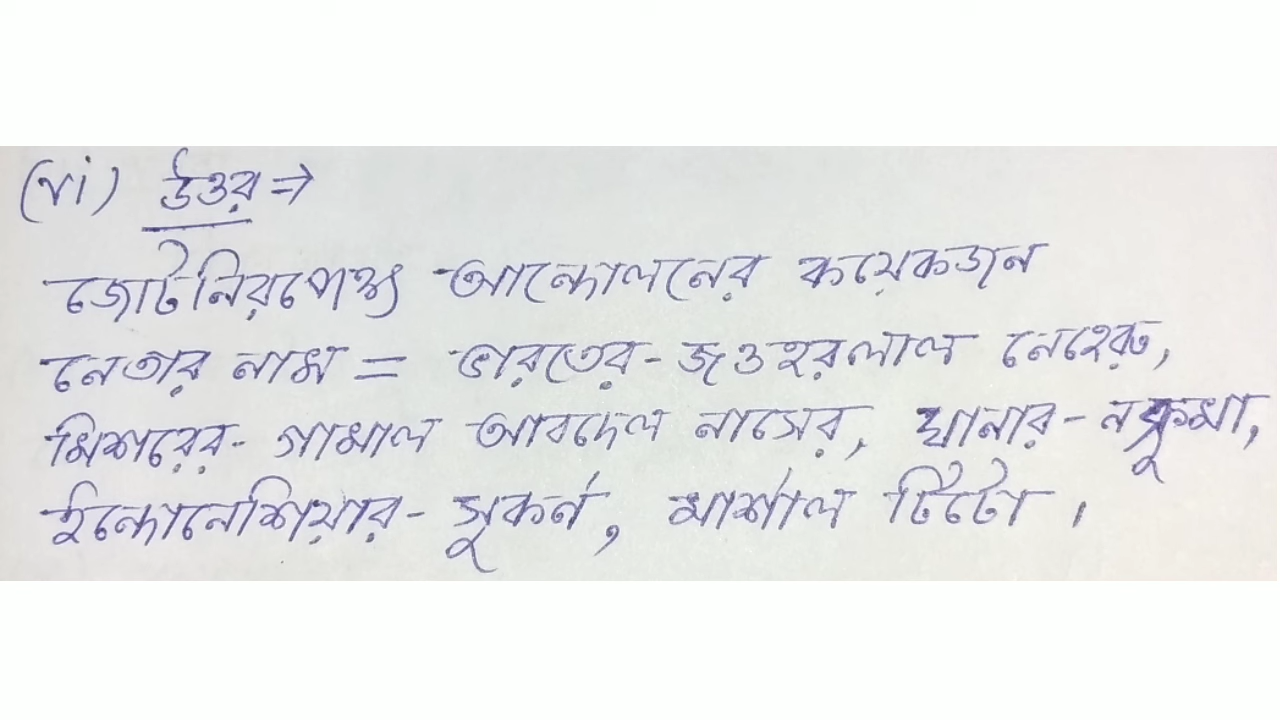 (vi) উত্তর ⇒
জোটনিরপেক্ষ আন্দোলনের কয়েকজন
নেতার নাম = ভারতের - জওহরলাল নেহেরু,
মিশরের - গামাল আবদেল নাসের, ঘানার - নক্রুমা,
ইন্দোনেশিয়ার - সুকর্ন, মার্শাল টিটো ।